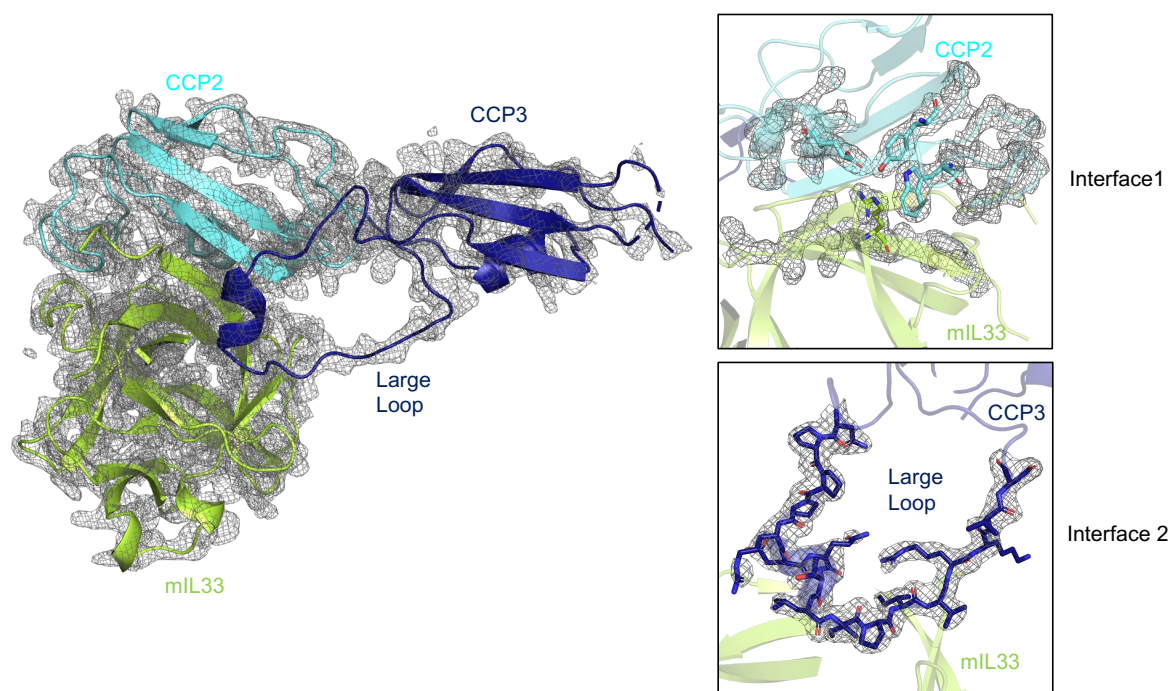 CCP2
CCP3
Large
Loop
mIL33
CCP2
mIL33
Interface1
CCP3
Large
Loop
mIL33
Interface 2